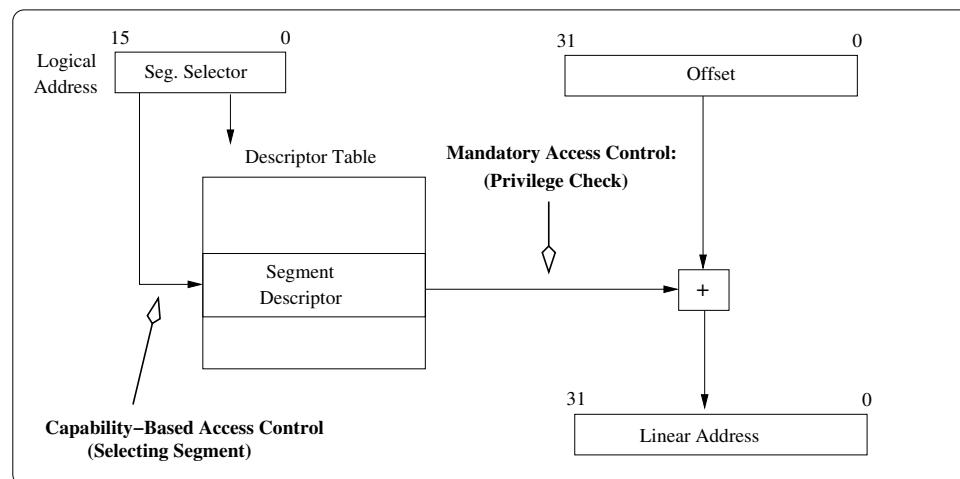 15 0
Logical
Address
Seg. Selector
31 0
Offset
Descriptor Table
Mandatory Access Control:
(Privilege Check)
Segment
Descriptor
+
Capability−Based Access Control
(Selecting Segment)
31 0
Linear Address